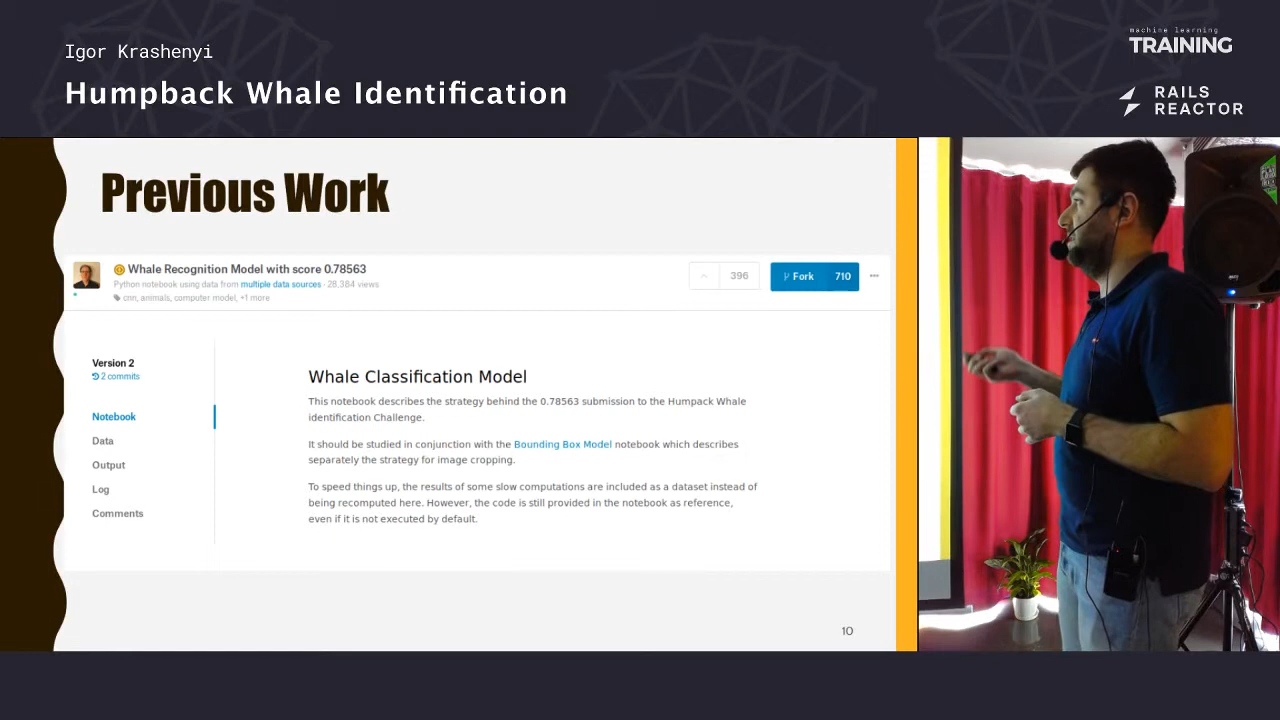 Igor Krashenyi
Humpback Whale Identification
machine learning
TRAINING
RAILS
REACTOR
Previous Work
Whale Recognition Model with score 0.78563
Python notebook using data from multiple data sources · 28,384 views
cnn, animals, computer model, +1 more
396
Fork 710
Version 2
2 commits
Notebook
Data
Output
Log
Comments
Whale Classification Model
This notebook describes the strategy behind the 0.78563 submission to the Humpack Whale
identification Challenge.
It should be studied in conjunction with the Bounding Box Model notebook which describes
separately the strategy for image cropping.
To speed things up, the results of some slow computations are included as a dataset instead of
being recomputed here. However, the code is still provided in the notebook as reference,
even if it is not executed by default.
10